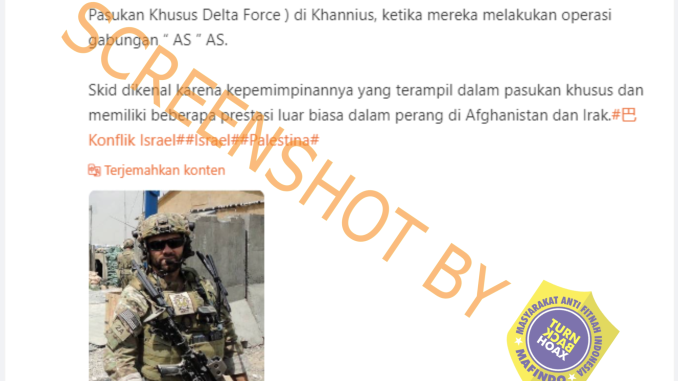 Pasukan Khusus Delta Force ) di Khannius, ketika mereka melakukan operasi
gabungan “ AS ” AS.
Skid dikenal karena kepemimpinannya yang terampil dalam pasukan khusus dan
memiliki beberapa prestasi luar biasa dalam perang di Afghanistan dan Irak.#巴
Konflik Israel##Israel##Palestina#
Terjemahkan konten
SCREENSHOT BY
MASYARAKAT ANTI FITNAH INDONESIA
TURN
BACK
HOAX
MAFINDO